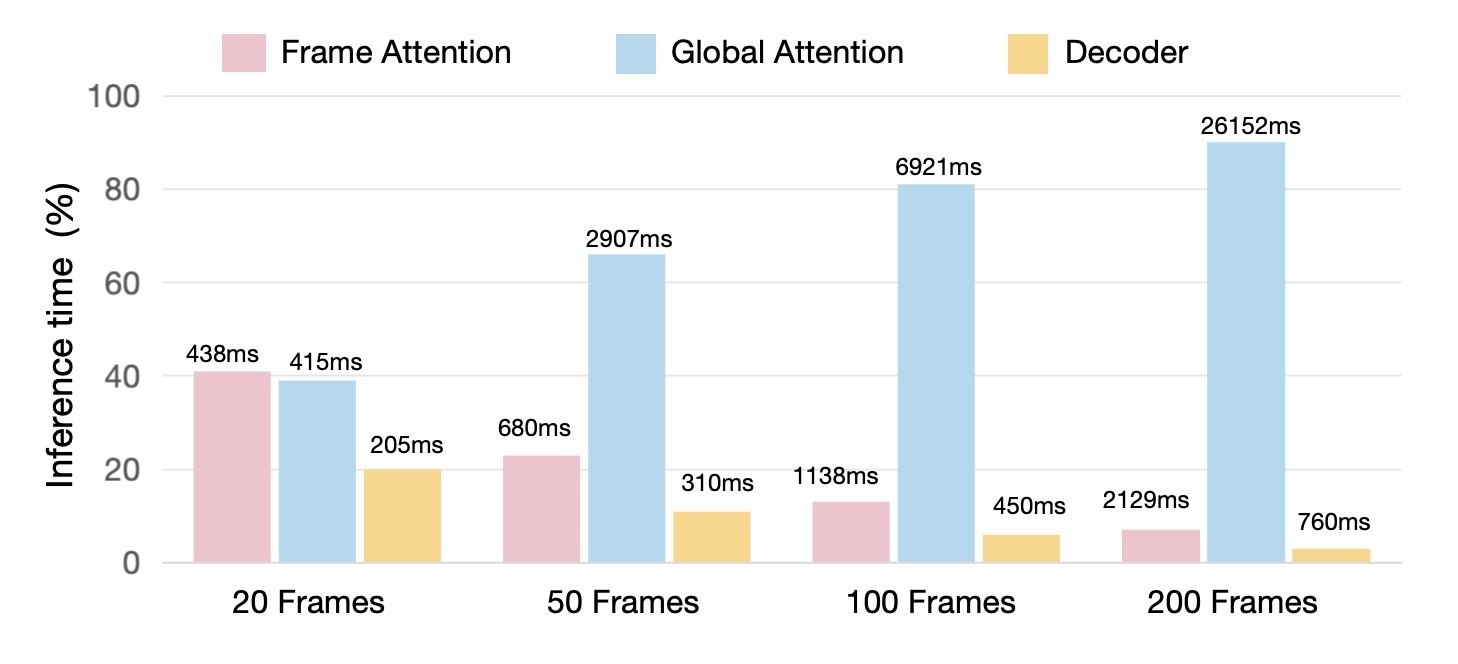 Frame Attention Global Attention Decoder
100
80
60
40
20
0
Inference time (%)
438ms
415ms
205ms
680ms
2907ms
310ms
1138ms
6921ms
450ms
2129ms
26152ms
760ms
20 Frames 50 Frames 100 Frames 200 Frames